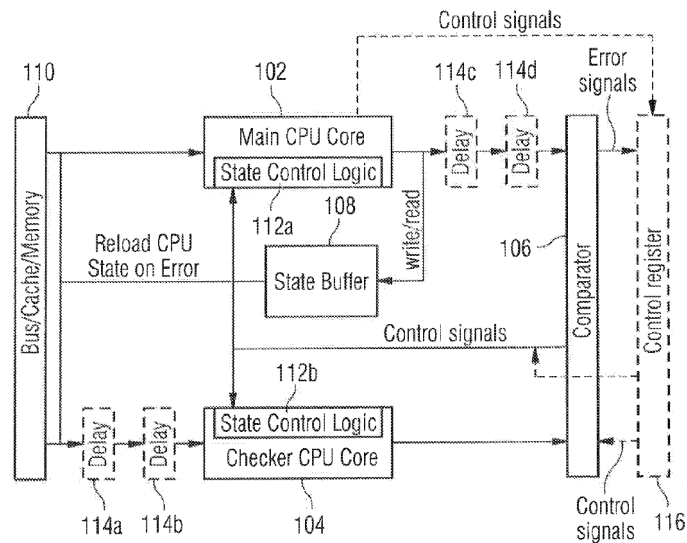 Control signals
110
102
114c
114d
Error
signals
Main CPU Core
State Control Logic
Delay
Delay
112a
108
write/read
106
Reload CPU
State on Error
State Buffer
Bus/Cache/Memory
Comparator
Control register
Control signals
112b
State Control Logic
Checker CPU Core
Delay
Delay
114a
114b
104
Control
signals
116